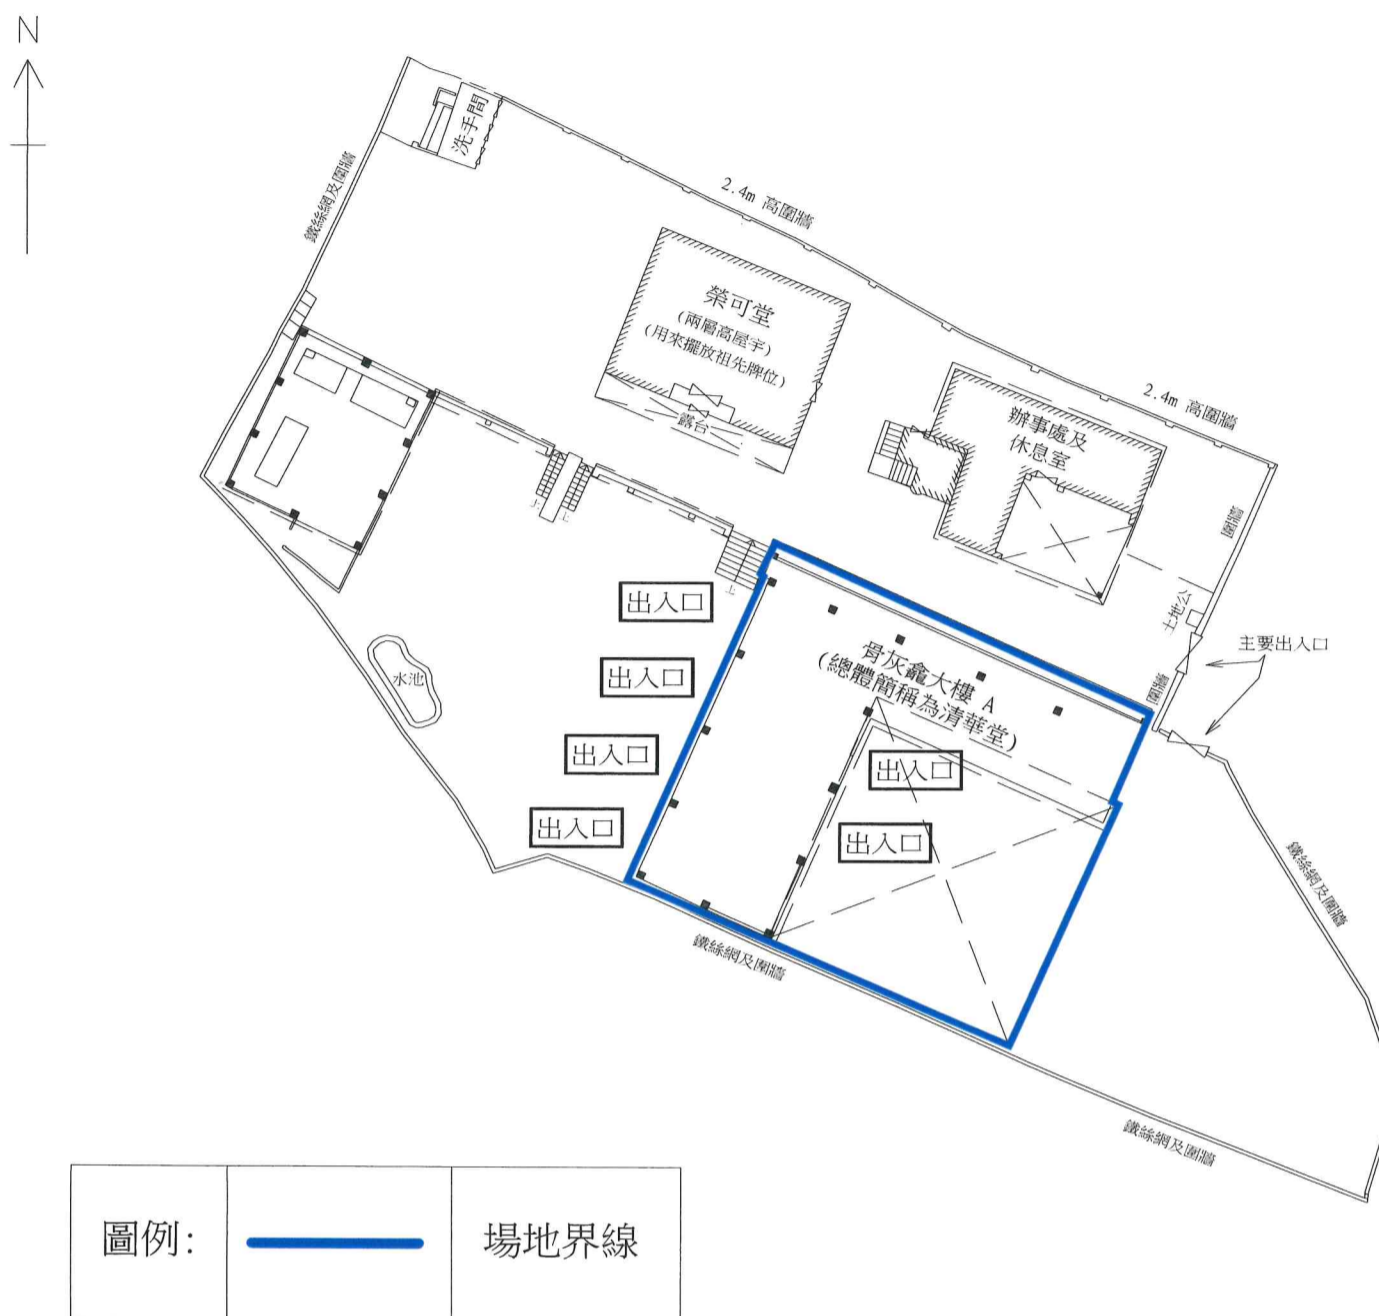 N
洗手間
鐵絲網及圍牆
2.4m 高圍牆
榮可堂
(兩層高屋宇)
(用來擺放祖先牌位)
露台
2.4m 高圍牆
辦事處及
休息室
圍牆
上
上
上
土地公
主要出入口
圍牆
出入口
出入口
出入口
出入口
水池
骨灰龕大樓 A
(總體簡稱為清華堂)
出入口
出入口
鐵絲網及圍牆
鐵絲網及圍牆
鐵絲網及圍牆
圖例:
場地界線